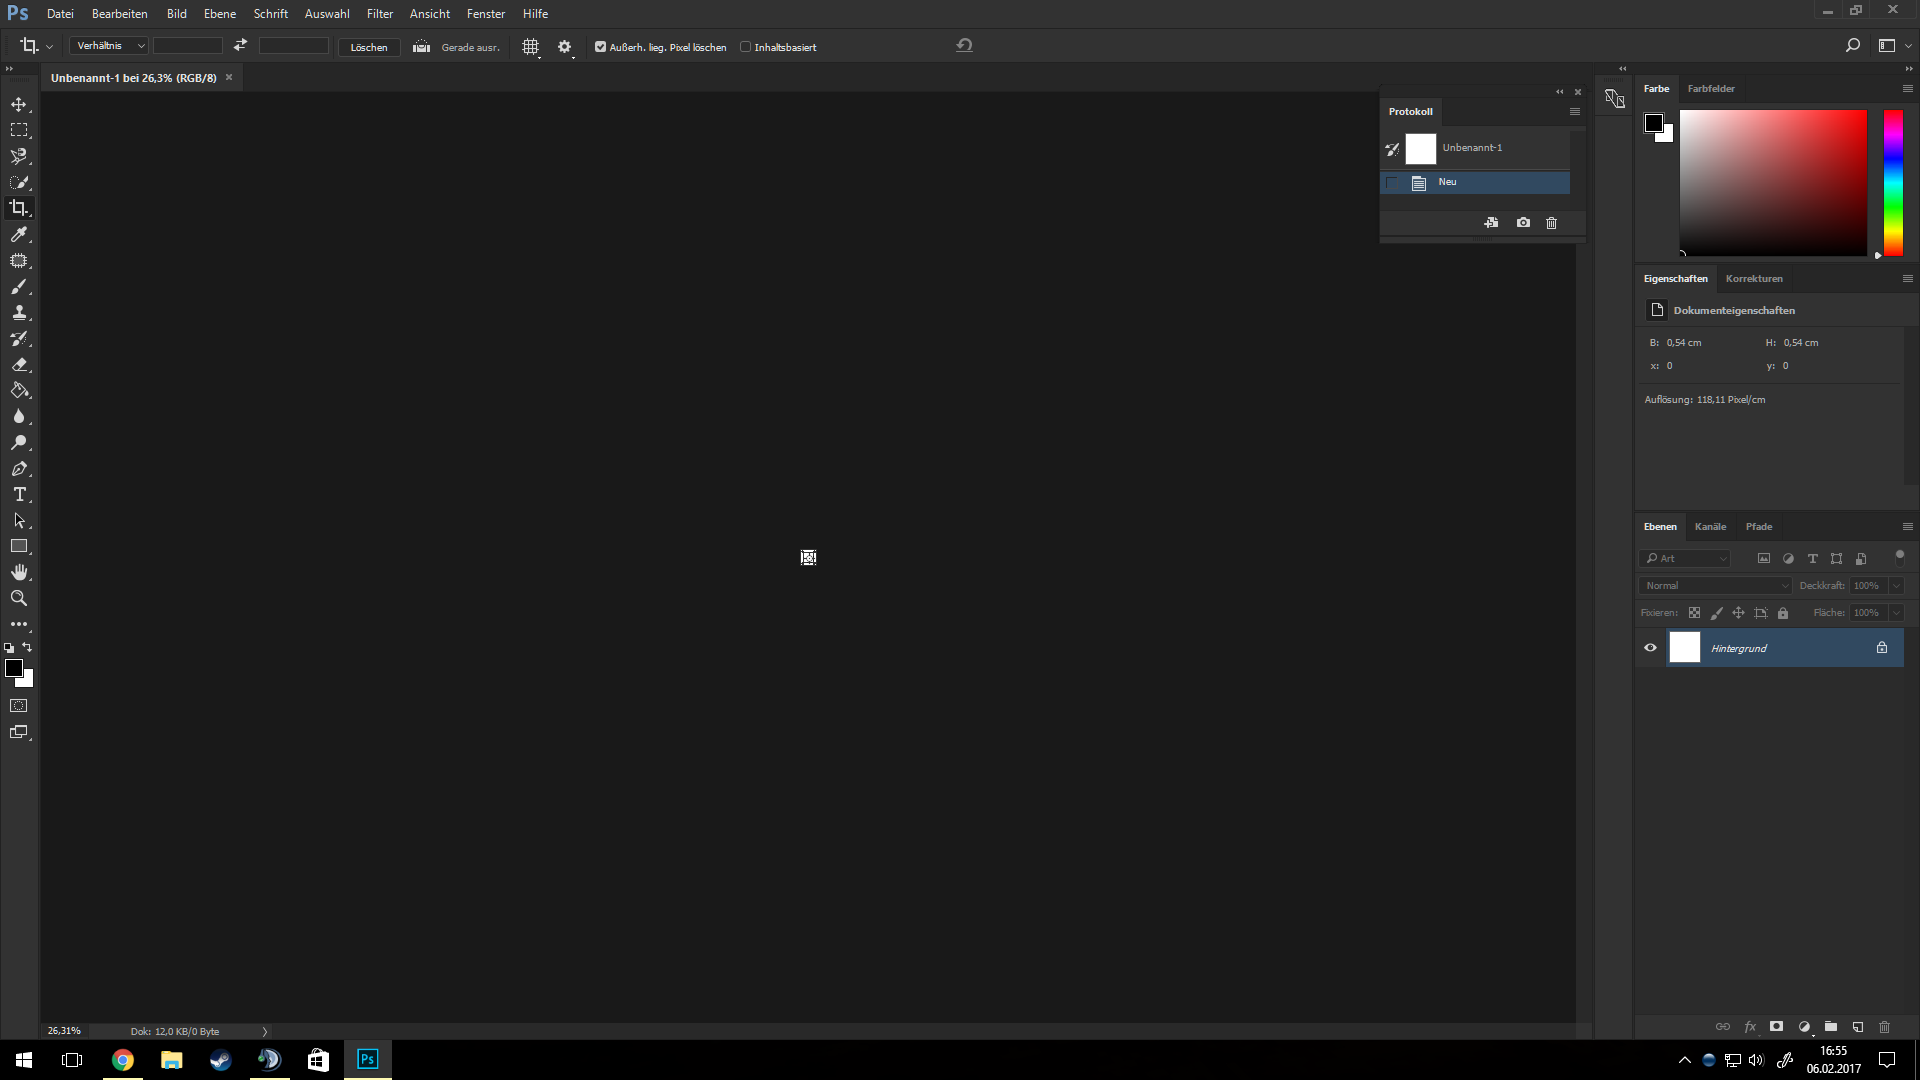 Ps Datei Bearbeiten Bild Ebene Schrift Auswahl Filter Ansicht Fenster Hilfe
Verhältnis Löschen Gerade ausr. Außerh. lieg. Pixel löschen Inhaltsbasiert
Unbenannt-1 bei 26,3% (RGB/8)
Protokoll
Unbenannt-1
Neu
Farbe Farbfelder
Eigenschaften Korrekturen
Dokumenteigenschaften
B: 0,54 cm H: 0,54 cm
x: 0 y: 0
Auflösung: 118,11 Pixel/cm
Ebenen Kanäle Pfade
Art
Normal Deckkraft: 100%
Fixieren: Fläche: 100%
Hintergrund
fx
26,31% Dok: 12,0 KB/0 Byte
Ps
16:55
06.02.2017